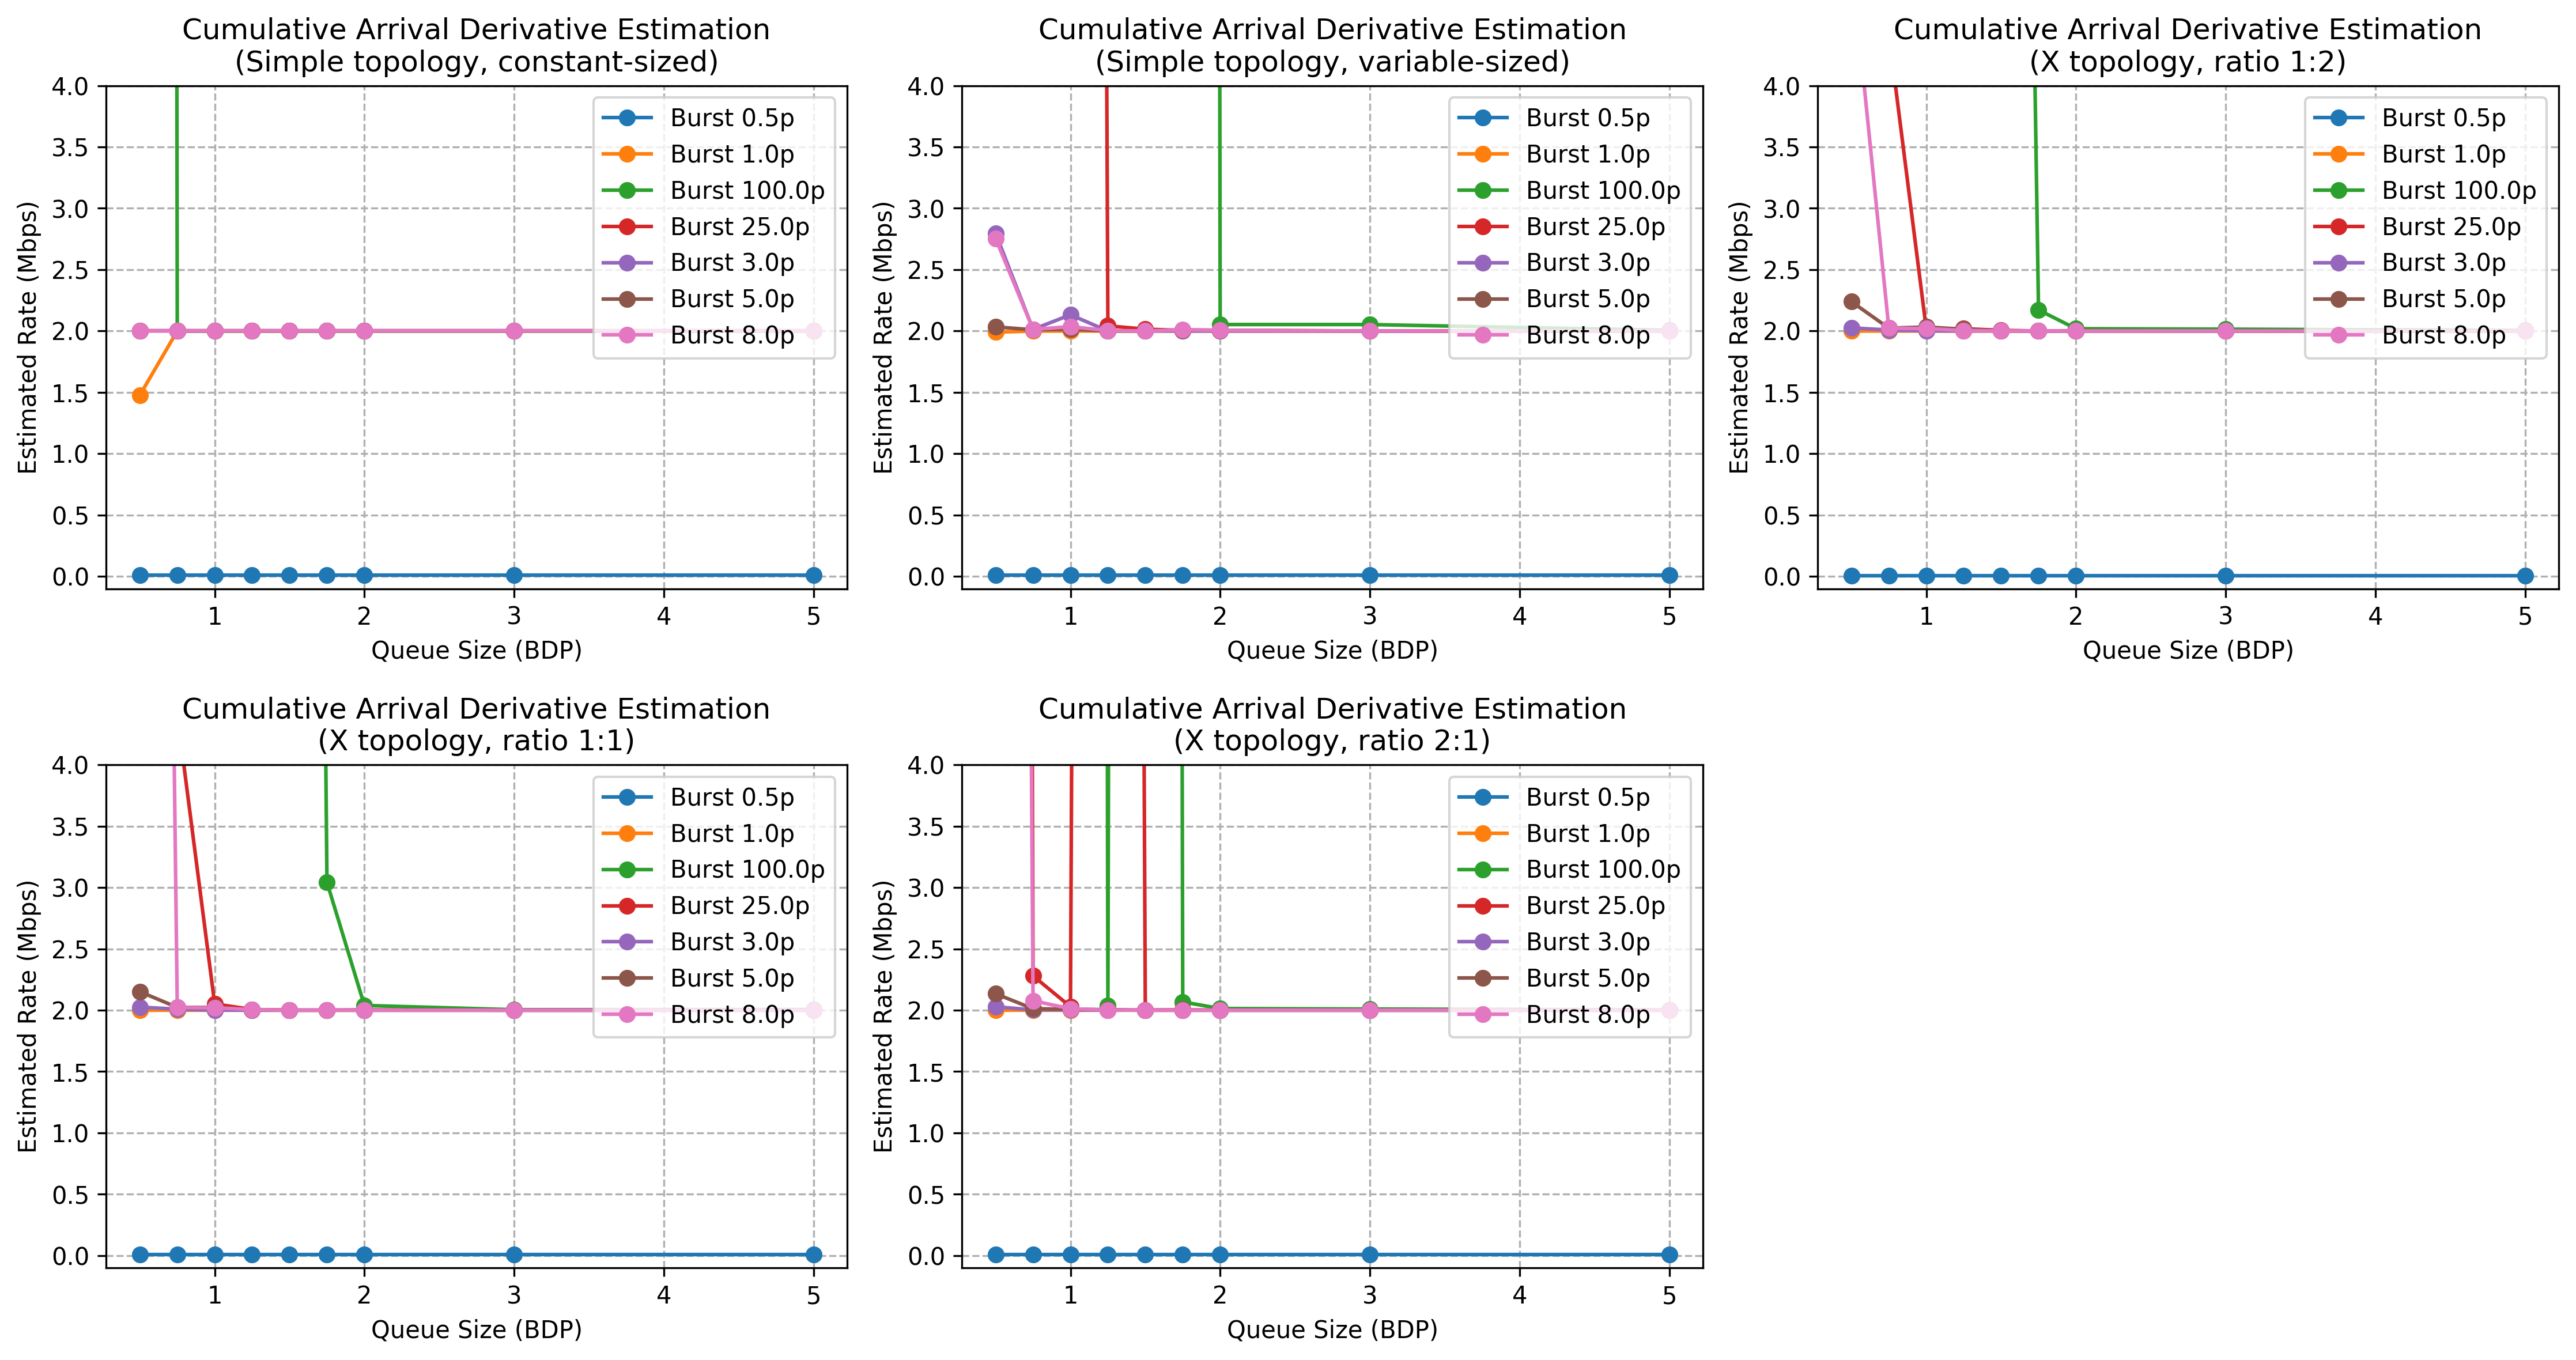 Cumulative Arrival Derivative Estimation
(Simple topology, constant-sized)
Estimated Rate (Mbps)
4.0
3.5
3.0
2.5
2.0
1.5
1.0
0.5
0.0
Burst 0.5p
Burst 1.0p
Burst 100.0p
Burst 25.0p
Burst 3.0p
Burst 5.0p
Burst 8.0p
1 2 3 4 5
Queue Size (BDP)
Cumulative Arrival Derivative Estimation
(Simple topology, variable-sized)
Estimated Rate (Mbps)
4.0
3.5
3.0
2.5
2.0
1.5
1.0
0.5
0.0
Burst 0.5p
Burst 1.0p
Burst 100.0p
Burst 25.0p
Burst 3.0p
Burst 5.0p
Burst 8.0p
1 2 3 4 5
Queue Size (BDP)
Cumulative Arrival Derivative Estimation
(X topology, ratio 1:2)
Estimated Rate (Mbps)
4.0
3.5
3.0
2.5
2.0
1.5
1.0
0.5
0.0
Burst 0.5p
Burst 1.0p
Burst 100.0p
Burst 25.0p
Burst 3.0p
Burst 5.0p
Burst 8.0p
1 2 3 4 5
Queue Size (BDP)
Cumulative Arrival Derivative Estimation
(X topology, ratio 1:1)
Estimated Rate (Mbps)
4.0
3.5
3.0
2.5
2.0
1.5
1.0
0.5
0.0
Burst 0.5p
Burst 1.0p
Burst 100.0p
Burst 25.0p
Burst 3.0p
Burst 5.0p
Burst 8.0p
1 2 3 4 5
Queue Size (BDP)
Cumulative Arrival Derivative Estimation
(X topology, ratio 2:1)
Estimated Rate (Mbps)
4.0
3.5
3.0
2.5
2.0
1.5
1.0
0.5
0.0
Burst 0.5p
Burst 1.0p
Burst 100.0p
Burst 25.0p
Burst 3.0p
Burst 5.0p
Burst 8.0p
1 2 3 4 5
Queue Size (BDP)